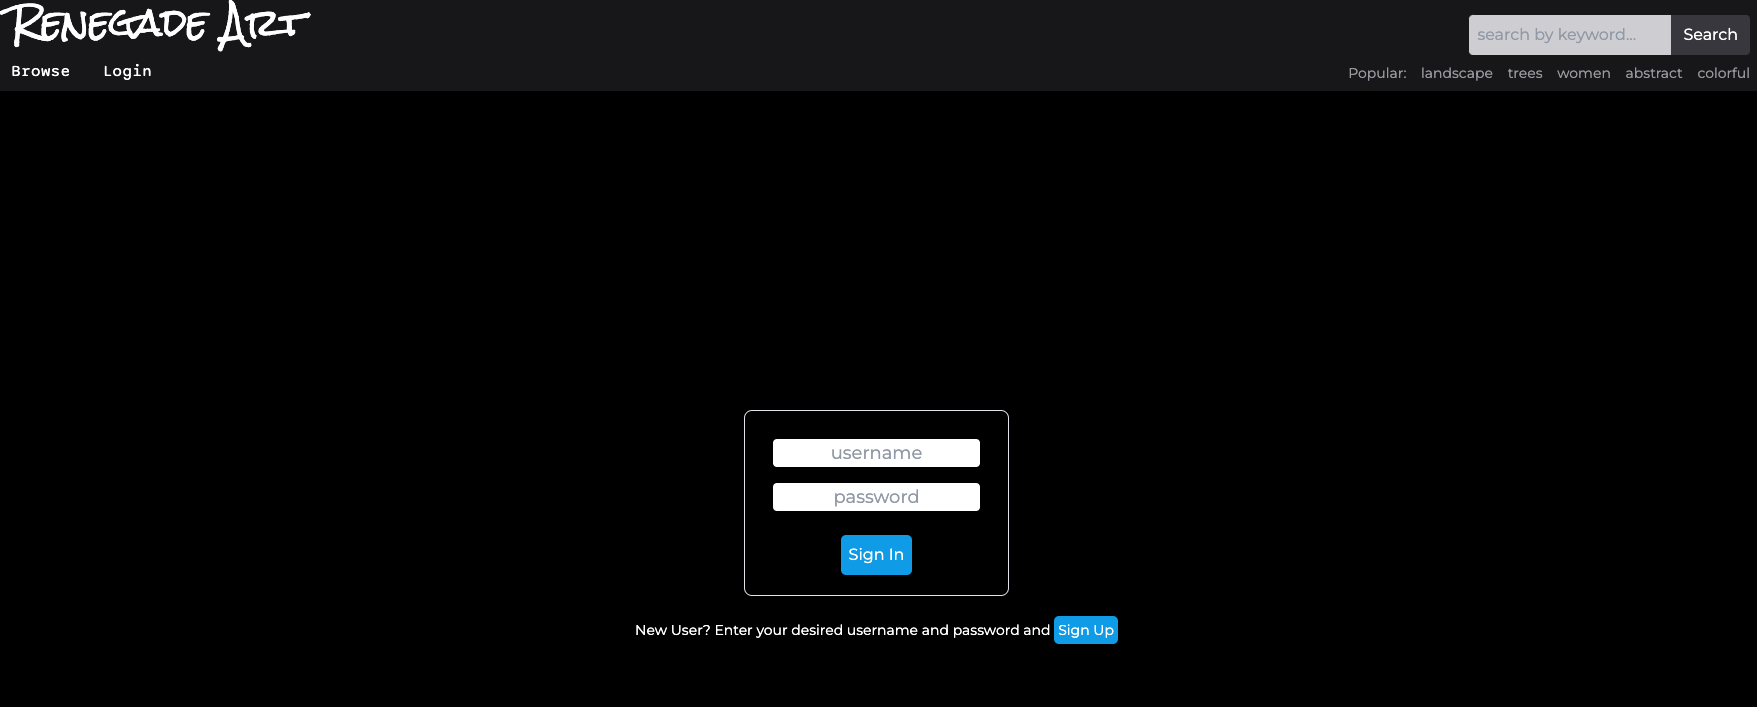 Renegade Art
search by keyword...
Search
Browse
Login
Popular: landscape trees women abstract colorful
username
password
Sign In
New User? Enter your desired username and password and Sign Up